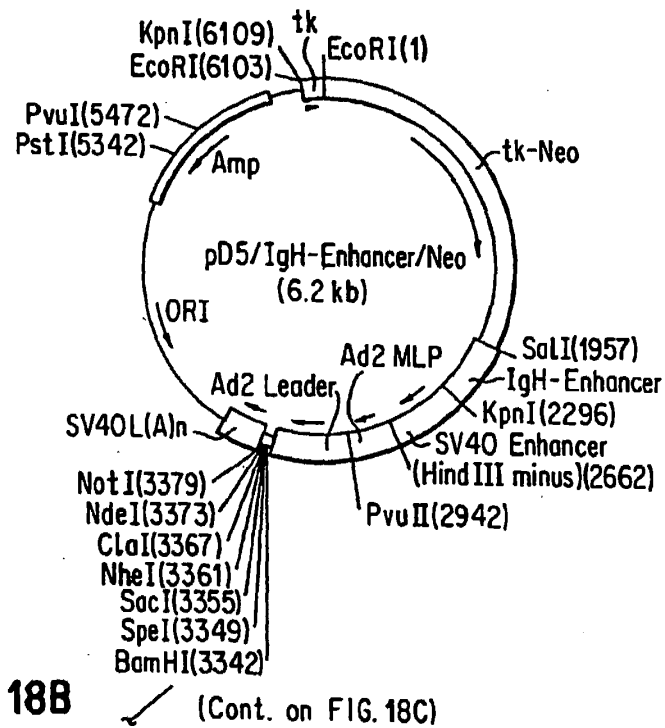 tk
KpnI(6109)
EcoRI(1)
EcoRI(6103)
PvuI(5472)
PstI(5342)
Amp
tk-Neo
pD5/IgH-Enhancer/Neo
(6.2 kb)
ORI
SalI(1957)
Ad2 MLP
IgH-Enhancer
Ad2 Leader
KpnI(2296)
SV40L(A)n
SV40 Enhancer
(Hind III minus)(2662)
NotI(3379)
PvuII(2942)
NdeI(3373)
ClaI(3367)
NheI(3361)
SacI(3355)
SpeI(3349)
BamHI(3342)
18B
(Cont. on FIG. 18C)